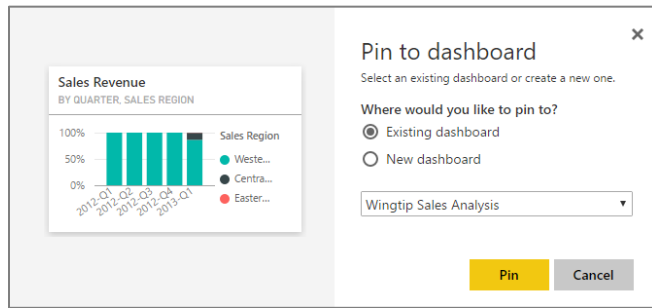 Pin to dashboard
Select an existing dashboard or create a new one.
Where would you like to pin to?
Existing dashboard
New dashboard
Wingtip Sales Analysis
Pin
Cancel
Sales Revenue
BY QUARTER, SALES REGION
100%
50%
0%
2012-Q1
2012-Q2
2012-Q3
2012-Q4
2013-Q1
Sales Region
Weste...
Centra...
Easter...